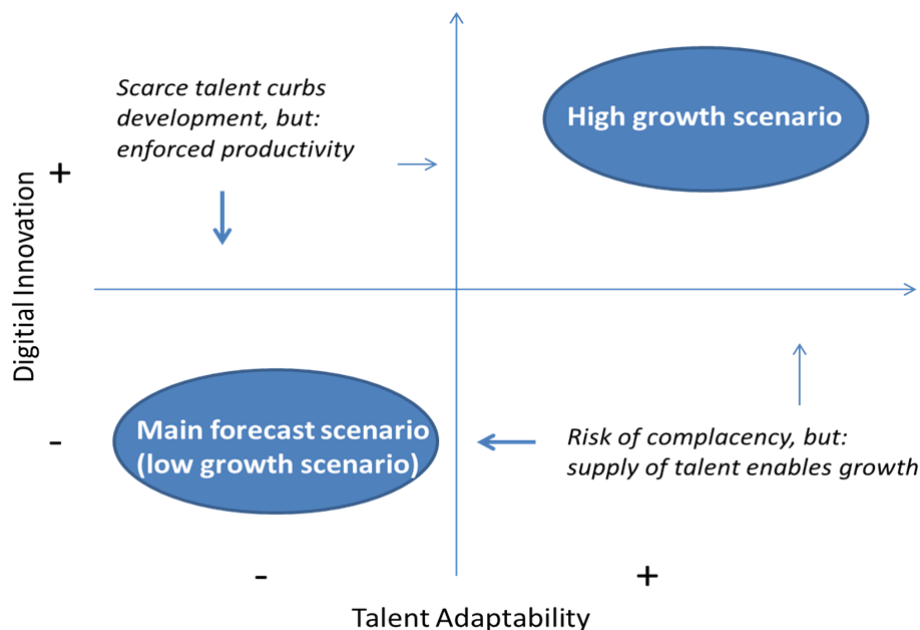 Scarce talent curbs
development, but:
enforced productivity
High growth scenario
+
Digitial Innovation
-
Main forecast scenario
(low growth scenario)
Risk of complacency, but:
supply of talent enables growth
-
+
Talent Adaptability